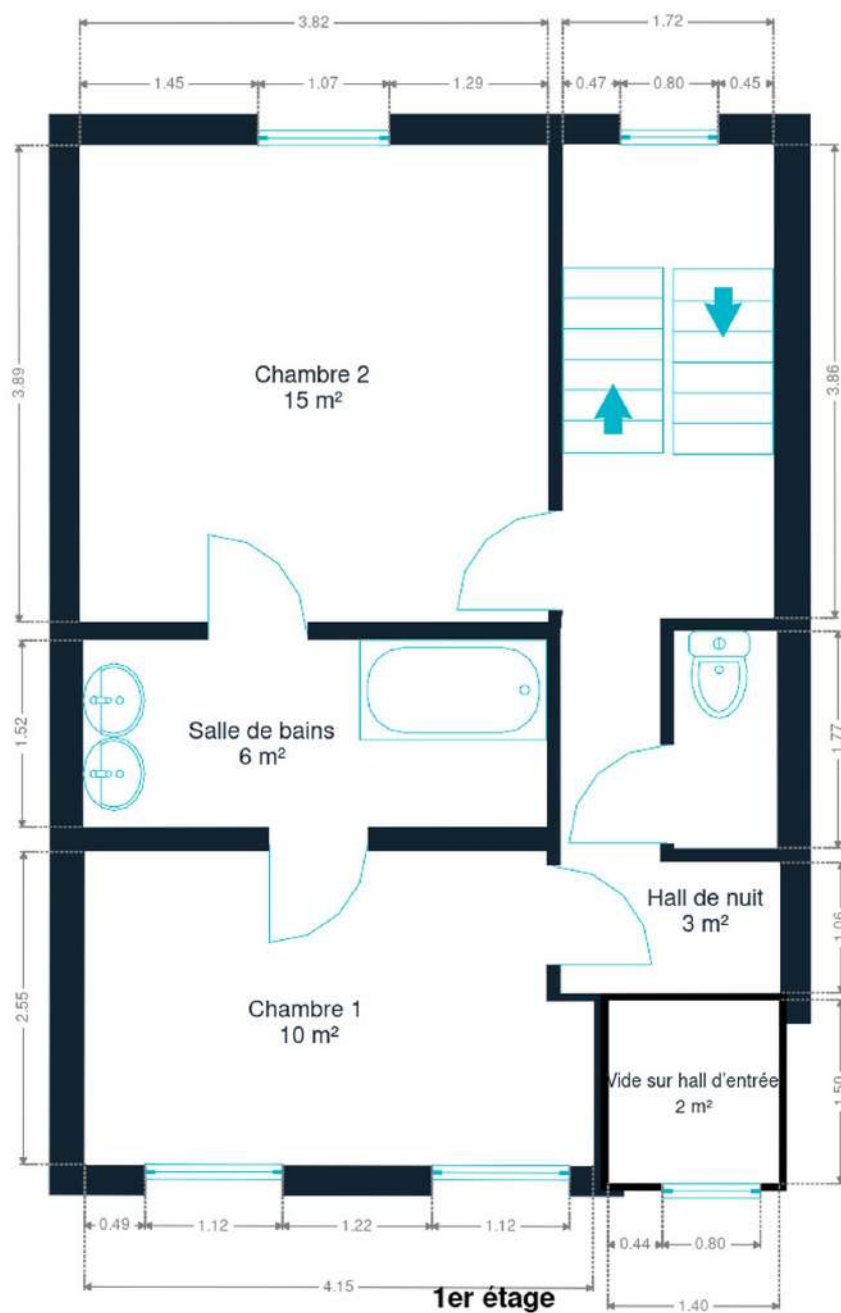 3.82
1.72
1.45
1.07
1.29
0.47
0.80
0.45
3.89
3.86
Chambre 2
15 m²
1.52
Salle de bains
6 m²
1.77
Hall de nuit
3 m²
1.06
2.55
Chambre 1
10 m²
Vide sur hall d'entrée
2 m²
1.50
0.49
1.12
1.22
1.12
0.44
0.80
4.15
1.40
1er étage